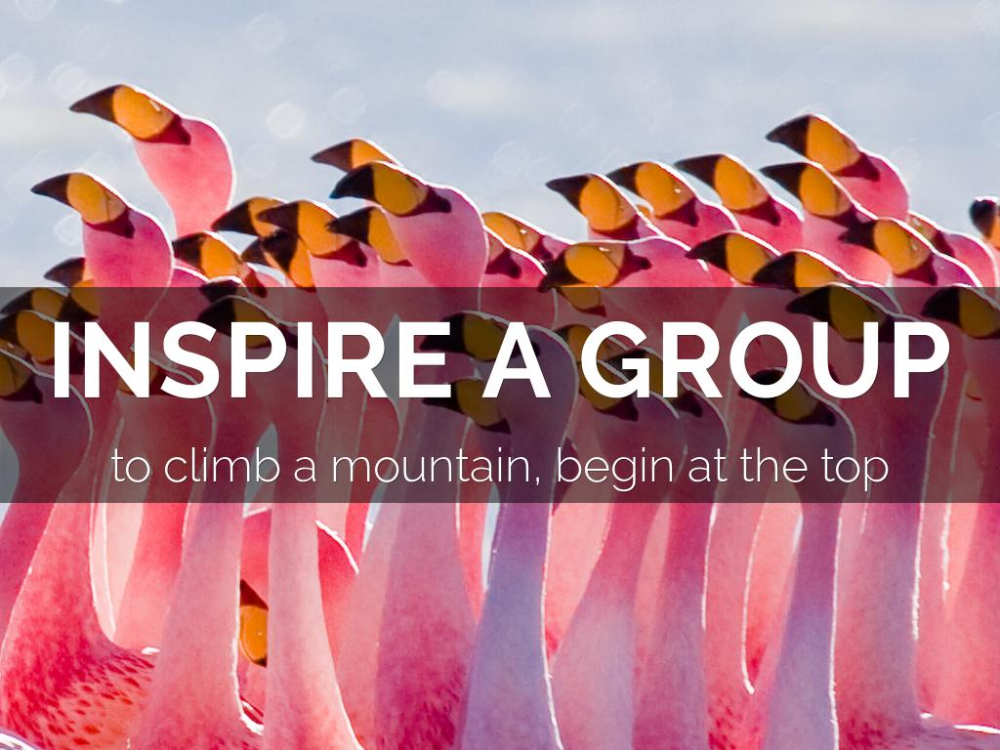 INSPIRE A GROUP
to climb a mountain, begin at the top